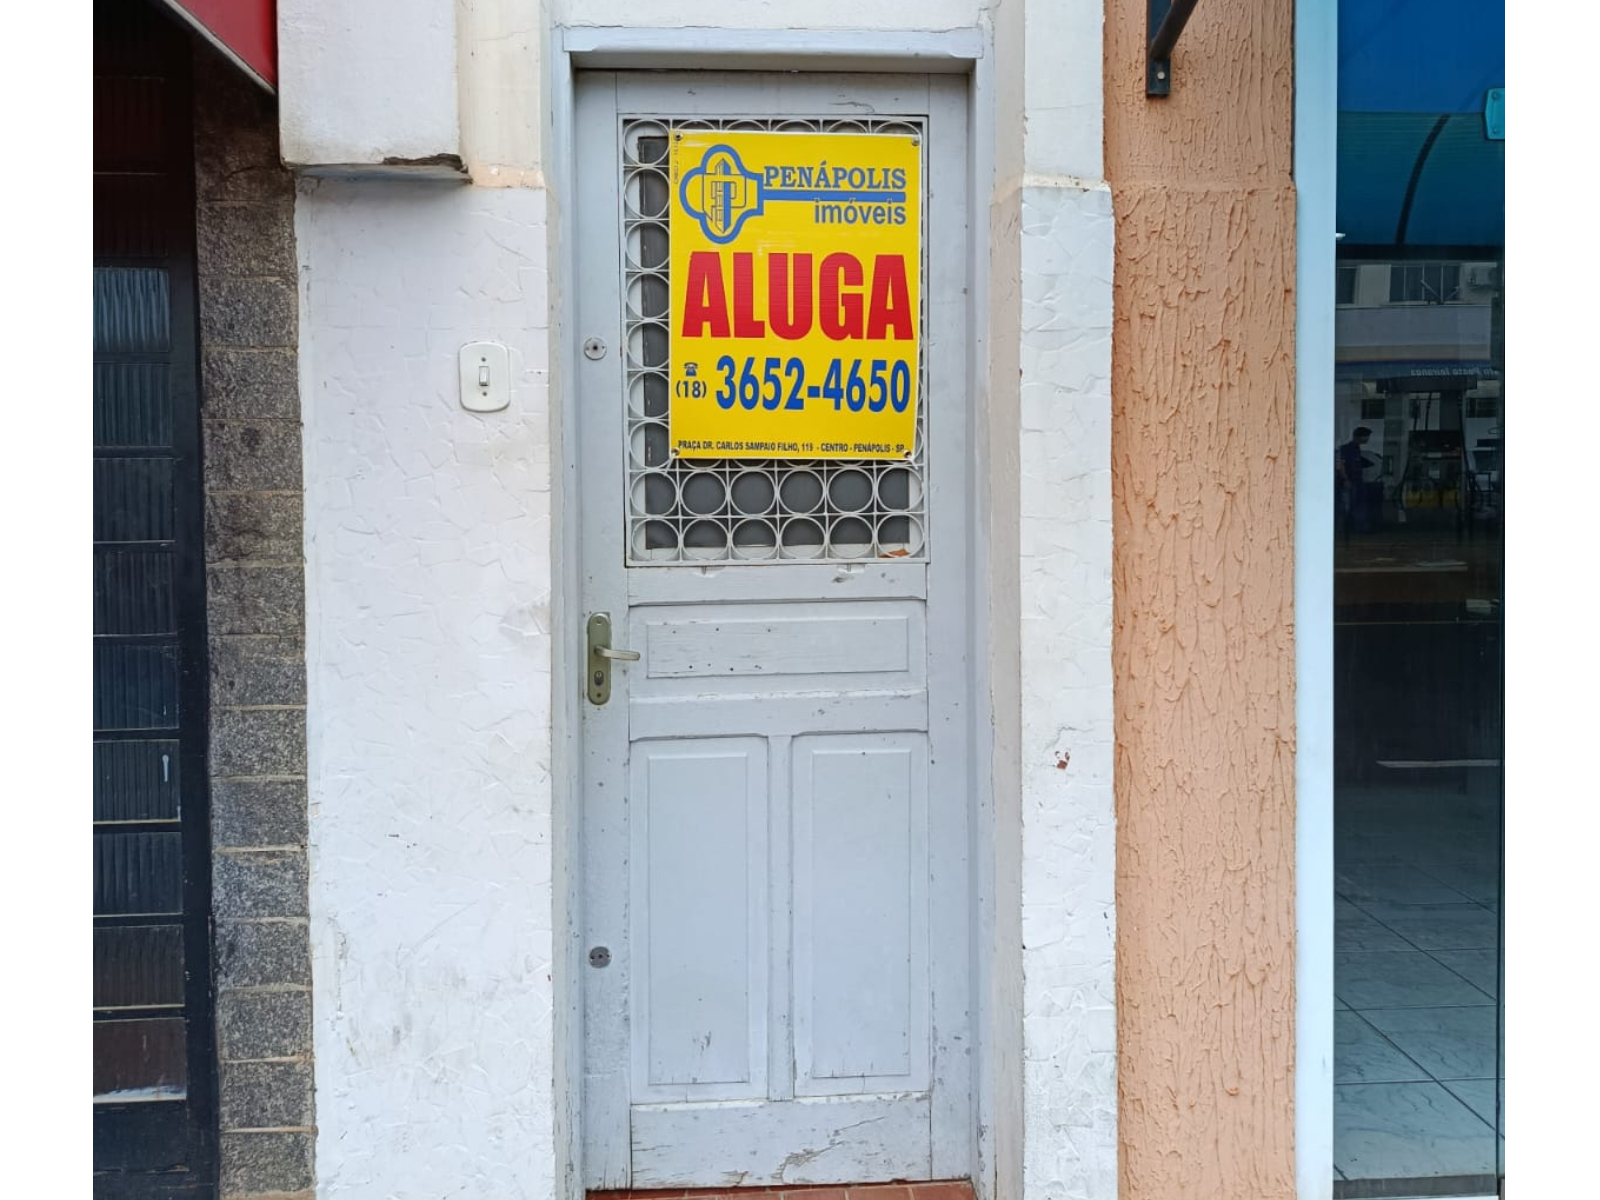 PENÁPOLIS
imóveis
ALUGA
(18) 3652-4650
PRAÇA DR. CARLOS SAMPAIO FILHO, 119 - CENTRO - PENÁPOLIS - SP